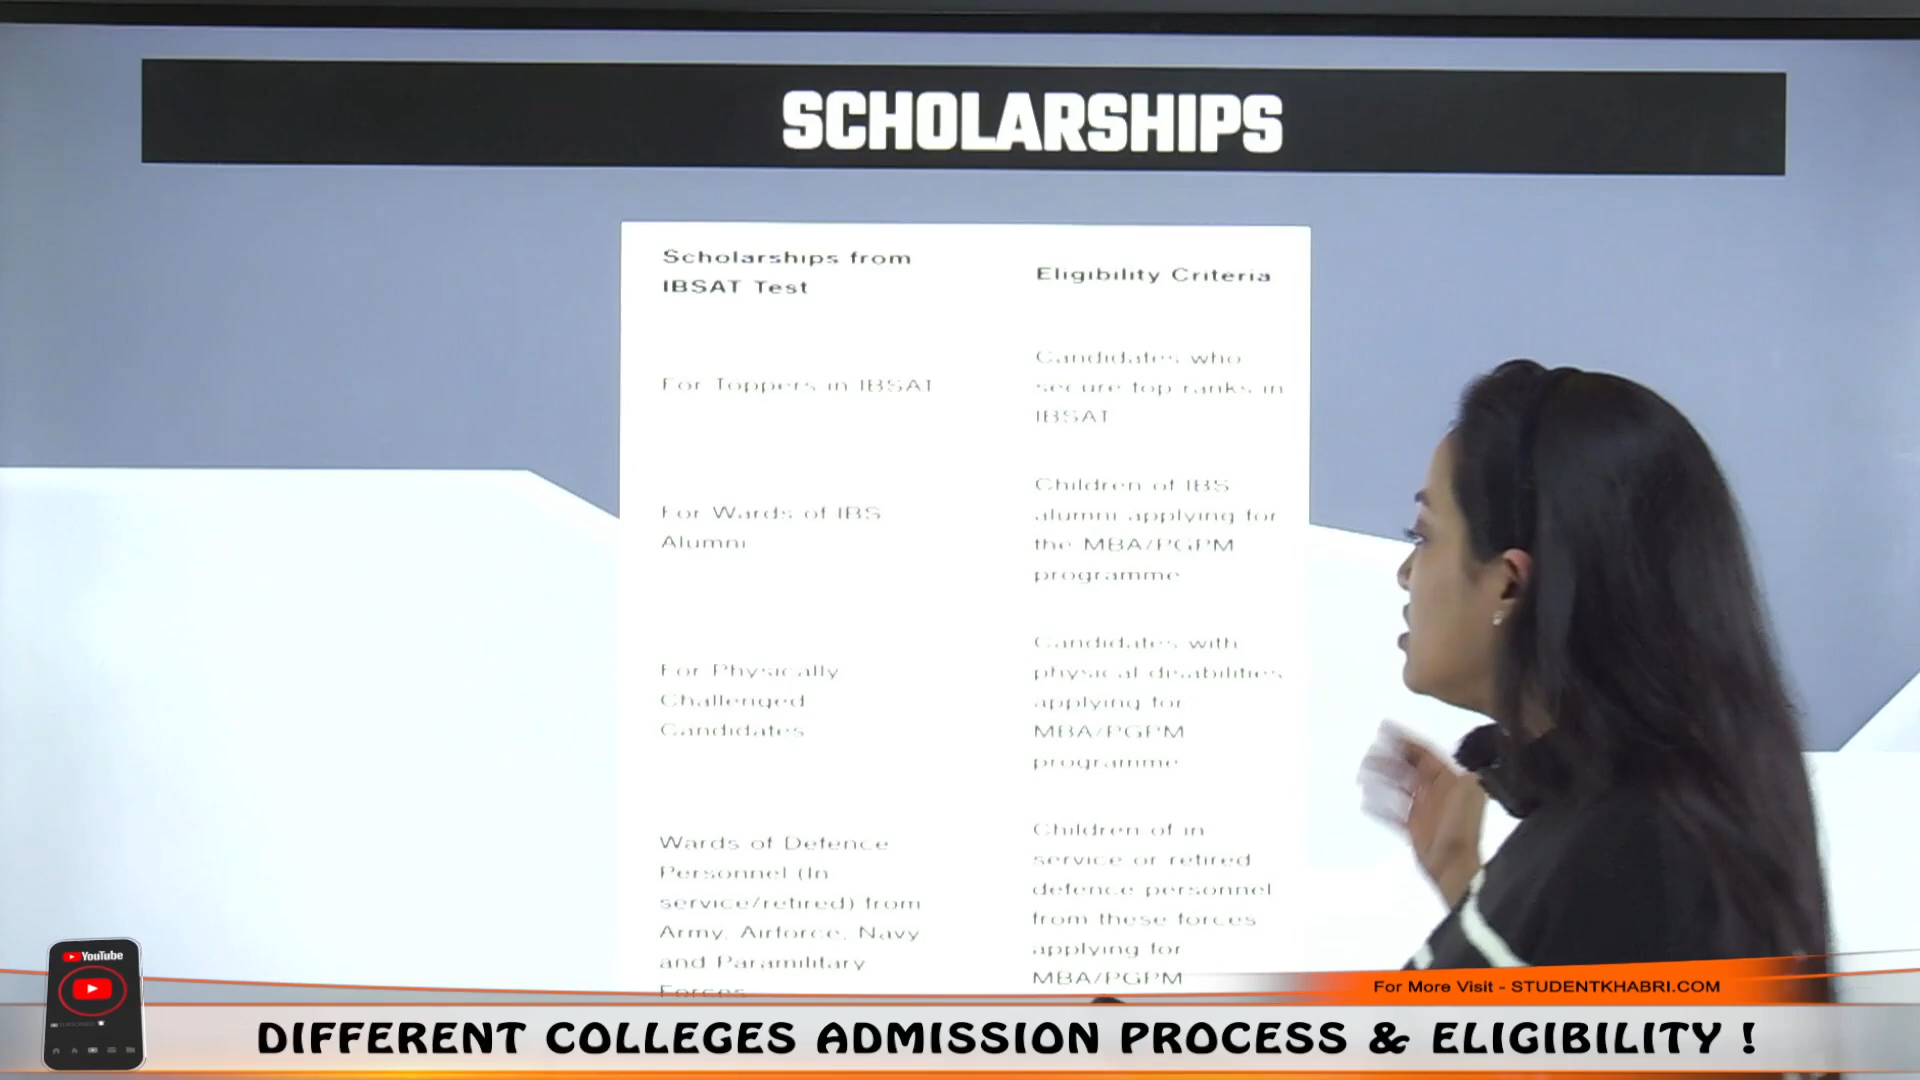 SCHOLARSHIPS
Scholarships from
IBSAT Test
Eligibility Criteria
For Toppers in IBSAT
Candidates who
secure top ranks in
IBSAT
For Wards of IBS
Alumni
Children of IBS
alumni applying for
the MBA/PGPM
programme
For Physically
Challenged
Candidates
Candidates with
physical disabilities
applying for
MBA/PGPM
programme
Wards of Defence
Personnel (In
service/retired) from
Army, Airforce, Navy
and Paramilitary
Forces
Children of in
service or retired
defence personnel
from these forces
applying for
MBA/PGPM
YouTube
For More Visit - STUDENTKHABRI.COM
DIFFERENT COLLEGES ADMISSION PROCESS & ELIGIBILITY !